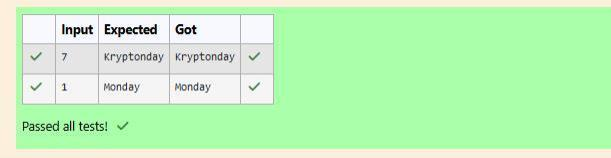 Input Expected Got
7 Kryptonday Kryptonday
1 Monday Monday
Passed all tests!